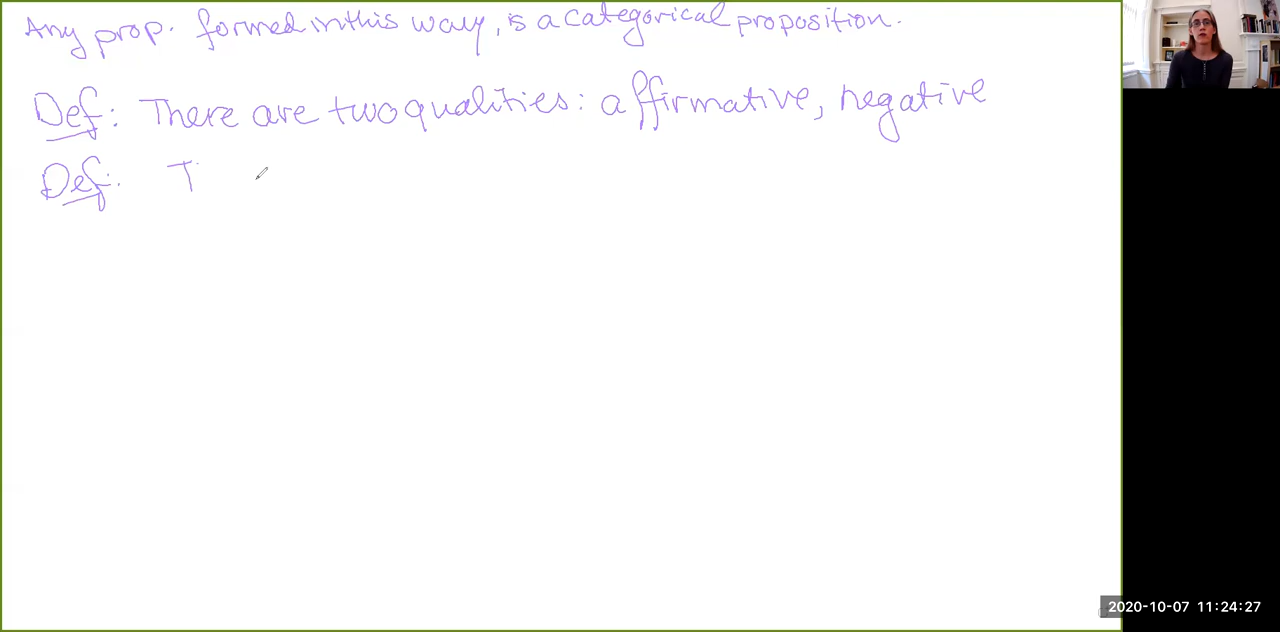 Any prop. formed in this way, is a categorical proposition.
Def: There are two qualities: affirmative, negative
Def: T
2020-10-07 11:24:27